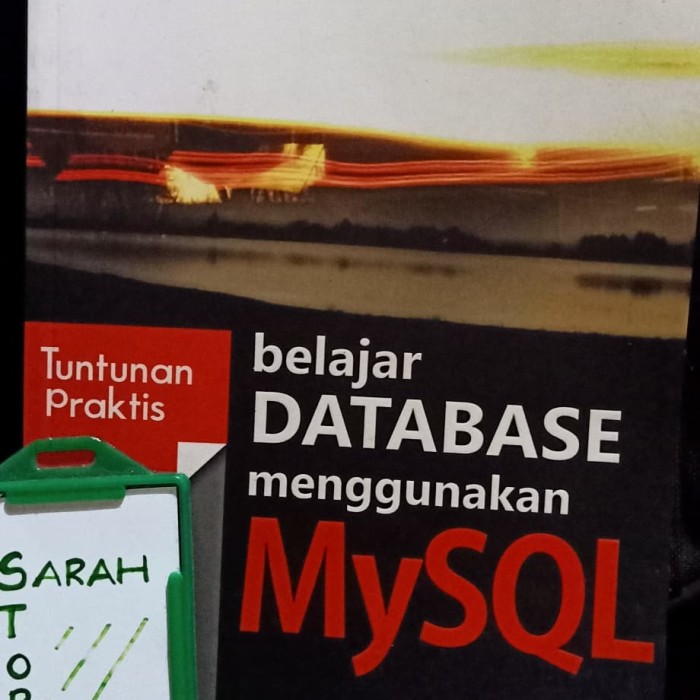 Tuntunan
Praktis
belajar
DATABASE
menggunakan
MySQL
SARAH
S
T
O